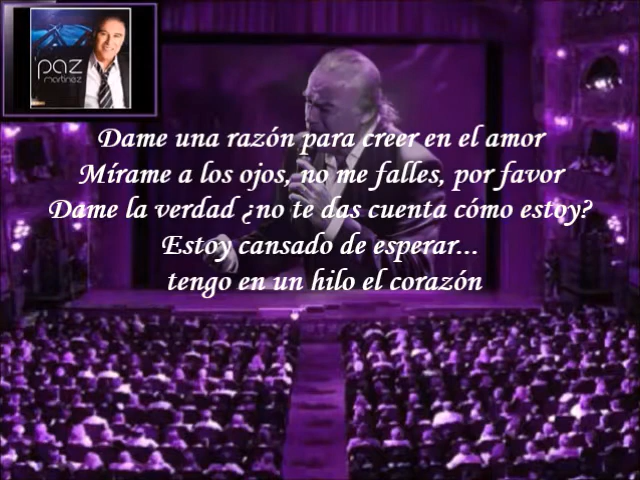 paz
martinez
Dame una razón para creer en el amor
Mírame a los ojos, no me falles, por favor
Dame la verdad ¿no te das cuenta cómo estoy?
Estoy cansado de esperar...
tengo en un hilo el corazón